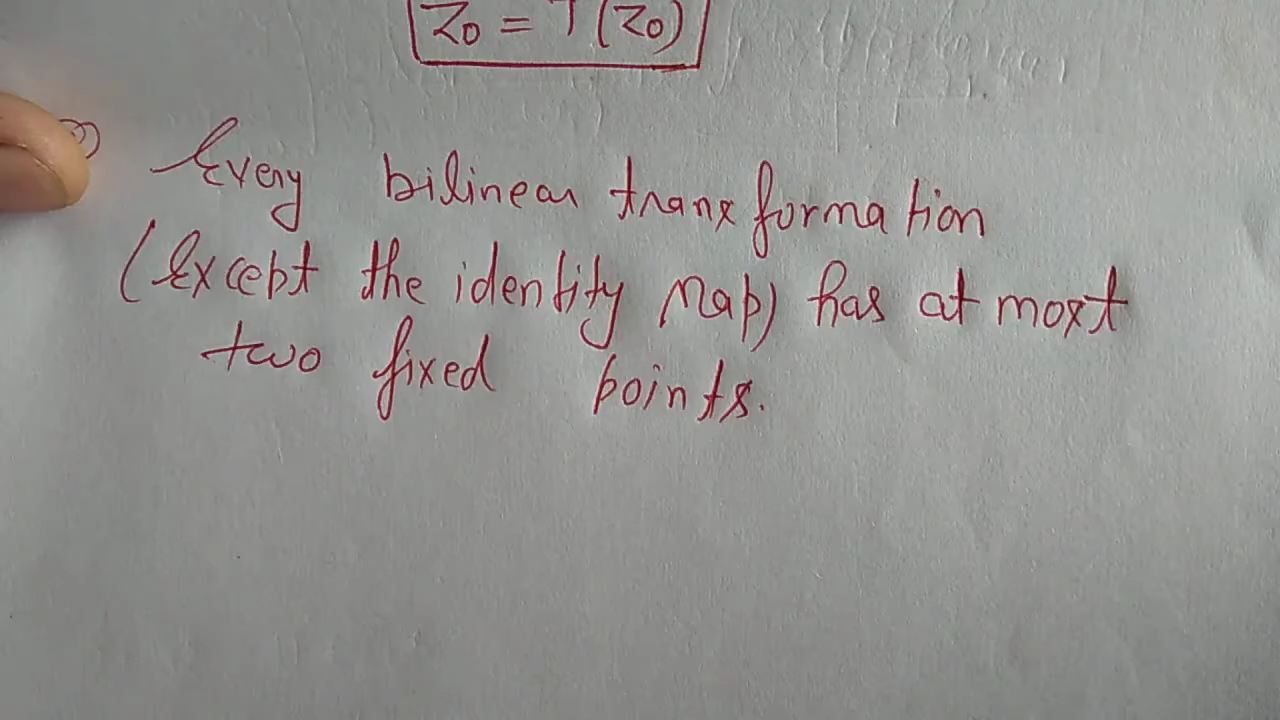 Z0 = T(Z0)
Every bilinear transformation
(Except the identity Map) has at most
two fixed points.